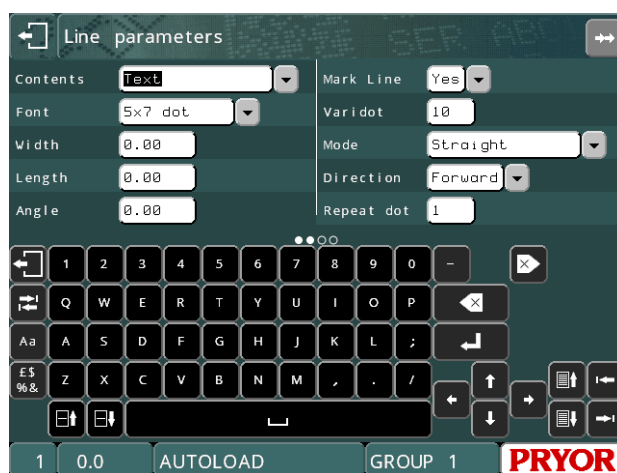 Line parameters
Contents Text Mark Line Yes
Font 5x7 dot Varidot 10
Width 0.00 Mode Straight
Length 0.00 Direction Forward
Angle 0.00 Repeat dot 1
1 2 3 4 5 6 7 8 9 0 -
Q W E R T Y U I O P
Aa A S D F G H J K L ;
£$ %& Z X C V B N M , . /
1 0.0 AUTOLOAD GROUP 1 PRYOR